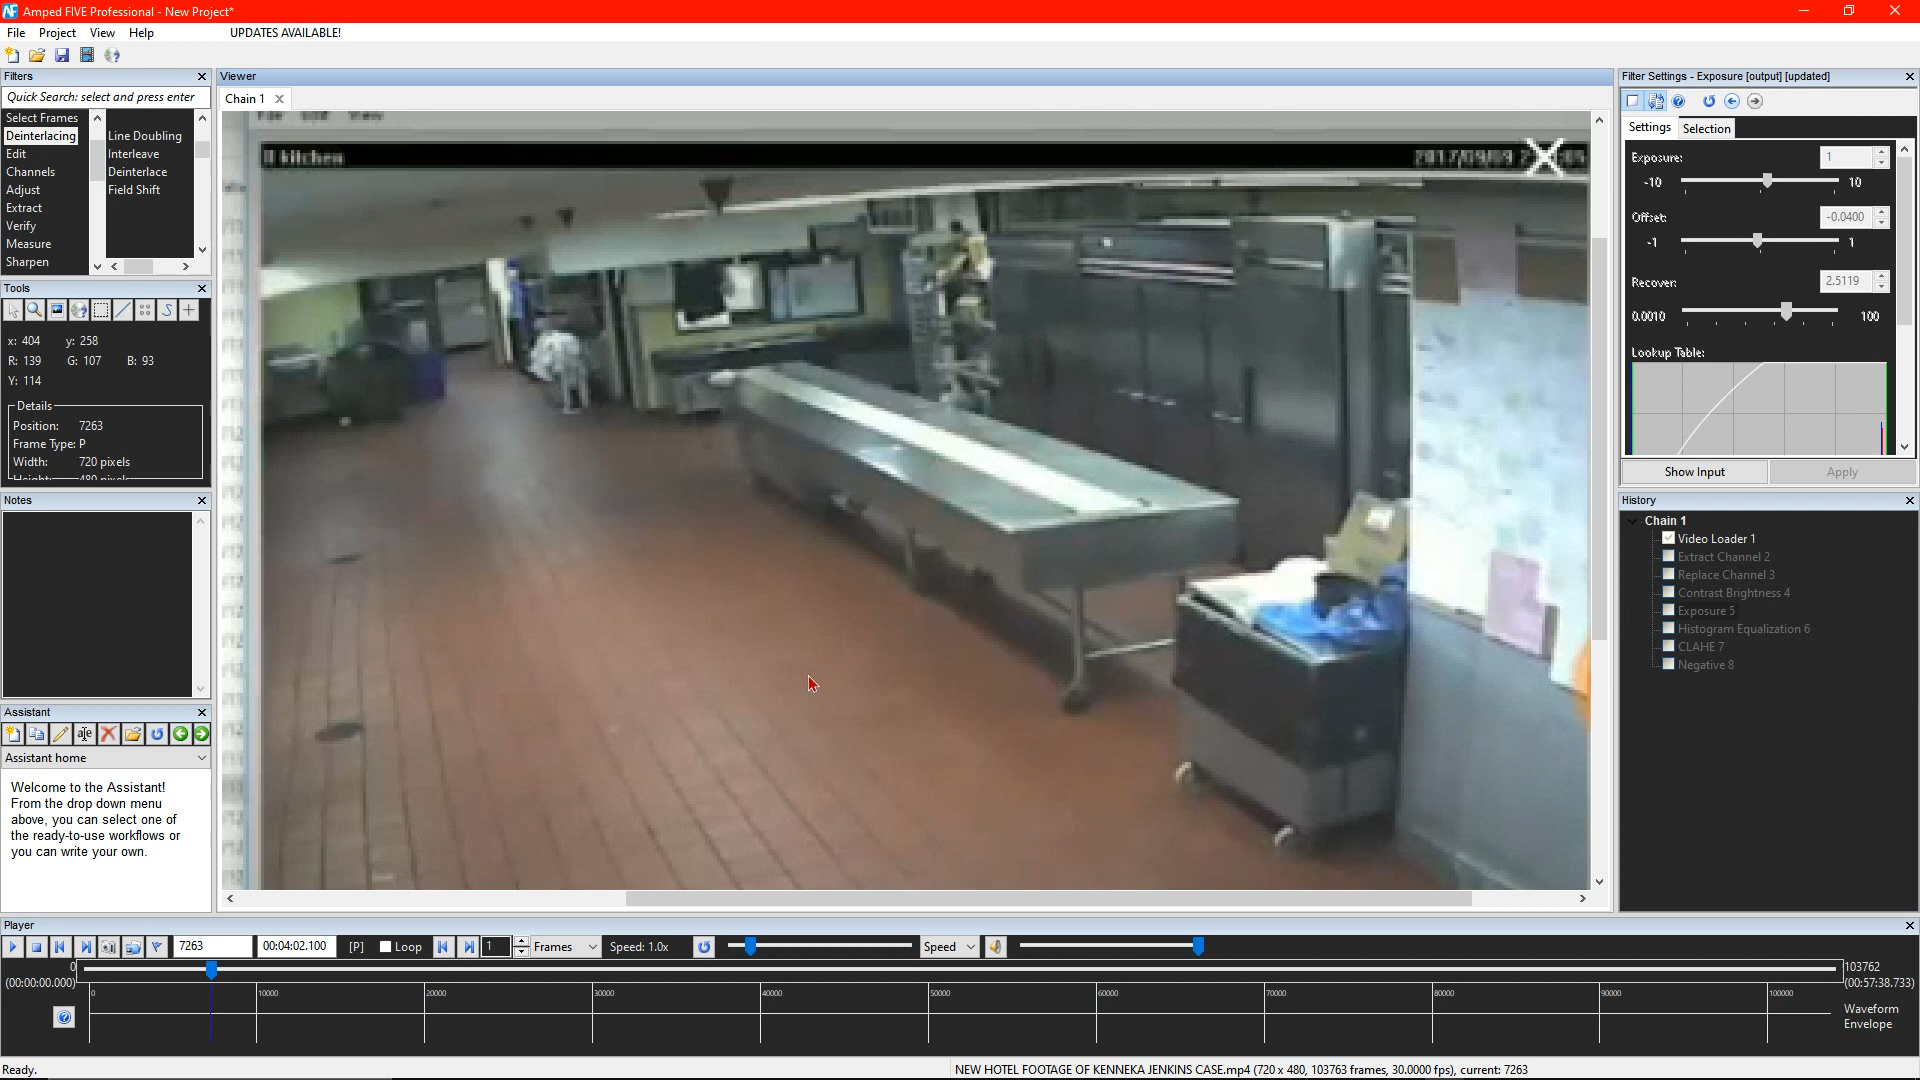 Amped FIVE Professional - New Project*
File Project View Help UPDATES AVAILABLE!
Filters
Quick Search: select and press enter
Select Frames
Deinterlacing
Edit
Channels
Adjust
Extract
Verify
Measure
Sharpen
Line Doubling
Interleave
Deinterlace
Field Shift
Tools
x: 404 y: 258
R: 139 G: 107 B: 93
Y: 114
Details
Position: 7263
Frame Type: P
Width: 720 pixels
Height: 480 pixels
Notes
Assistant
Assistant home
Welcome to the Assistant!
From the drop down menu
above, you can select one of
the ready-to-use workflows or
you can write your own.
Viewer
Chain 1
File Edit View
kitchen
2017/09/09
Filter Settings - Exposure [output] [updated]
Settings Selection
Exposure: 1
-10 10
Offset: -0.0400
-1 1
Recover: 2.5119
0.0010 100
Lookup Table:
Show Input Apply
History
Chain 1
Video Loader 1
Extract Channel 2
Replace Channel 3
Contrast Brightness 4
Exposure 5
Histogram Equalization 6
CLAHE 7
Negative 8
Player
7263 00:04:02.100 [P] Loop 1 Frames Speed: 1.0x Speed
0 103762
(00:00:00.000) (00:57:38.733)
0 10000 20000 30000 40000 50000 60000 70000 80000 90000 100000
Waveform
Envelope
Ready.
NEW HOTEL FOOTAGE OF KENNEKA JENKINS CASE.mp4 (720 x 480, 103763 frames, 30.0000 fps), current: 7263